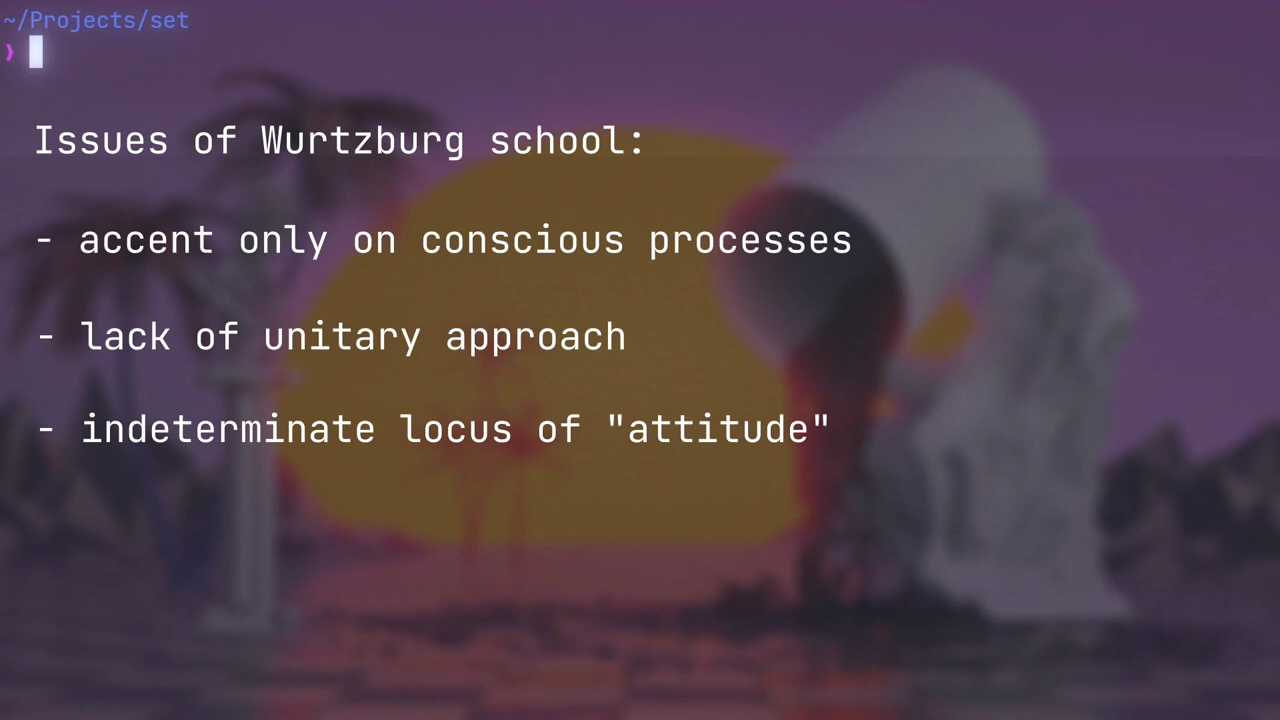 ~/Projects/set
❯
Issues of Wurtzburg school:
- accent only on conscious processes
- lack of unitary approach
- indeterminate locus of "attitude"